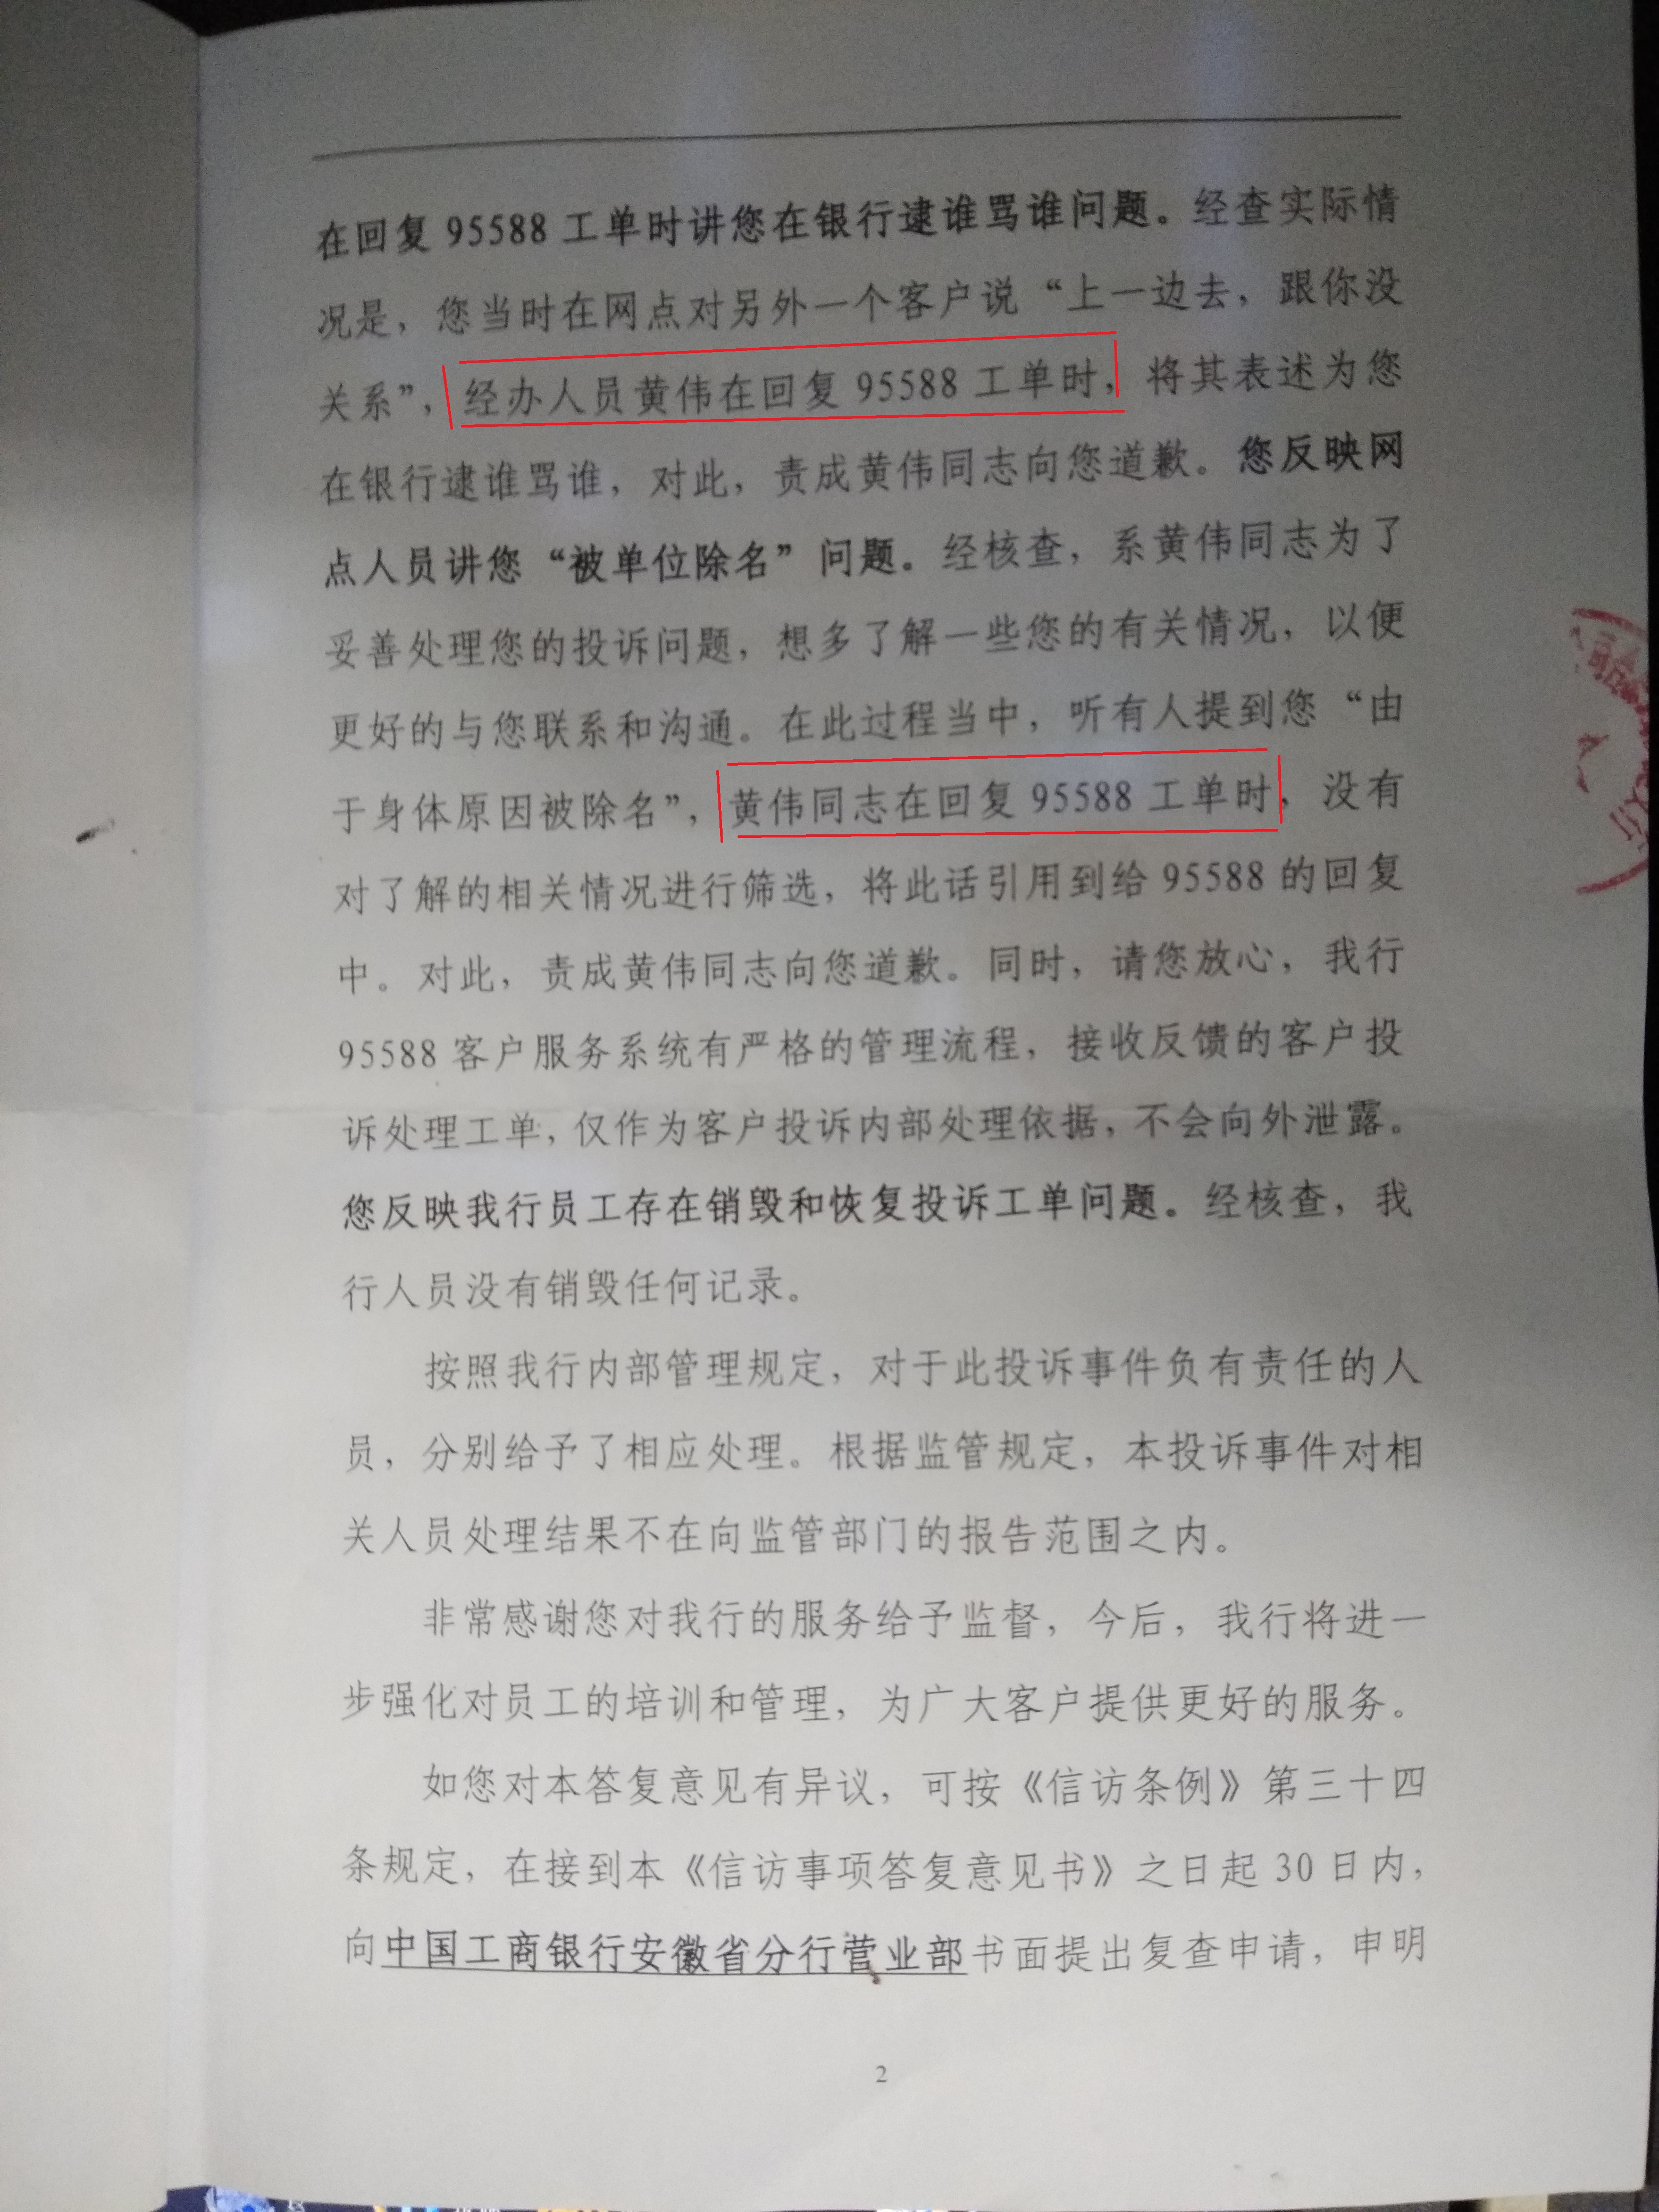 在回复 95588 工单时讲您在银行逮谁骂谁问题。经查实际情
况是，您当时在网点对另外一个客户说“上一边去，跟你没
关系”，经办人员黄伟在回复 95588 工单时，将其表述为您
在银行逮谁骂谁，对此，责成黄伟同志向您道歉。您反映网
点人员讲您“被单位除名”问题。经核查，系黄伟同志为了
妥善处理您的投诉问题，想多了解一些您的有关情况，以便
更好的与您联系和沟通。在此过程当中，听有人提到您“由
于身体原因被除名”，黄伟同志在回复 95588 工单时，没有
对了解的相关情况进行筛选，将此话引用到给 95588 的回复
中。对此，责成黄伟同志向您道歉。同时，请您放心，我行
95588 客户服务系统有严格的管理流程，接收反馈的客户投
诉处理工单，仅作为客户投诉内部处理依据，不会向外泄露。
您反映我行员工存在销毁和恢复投诉工单问题。经核查，我
行人员没有销毁任何记录。
按照我行内部管理规定，对于此投诉事件负有责任的人
员，分别给予了相应处理。根据监管规定，本投诉事件对相
关人员处理结果不在向监管部门的报告范围之内。
非常感谢您对我行的服务给予监督，今后，我行将进一
步强化对员工的培训和管理，为广大客户提供更好的服务。
如您对本答复意见有异议，可按《信访条例》第三十四
条规定，在接到本《信访事项答复意见书》之日起 30 日内，
向中国工商银行安徽省分行营业部书面提出复查申请，申明
2